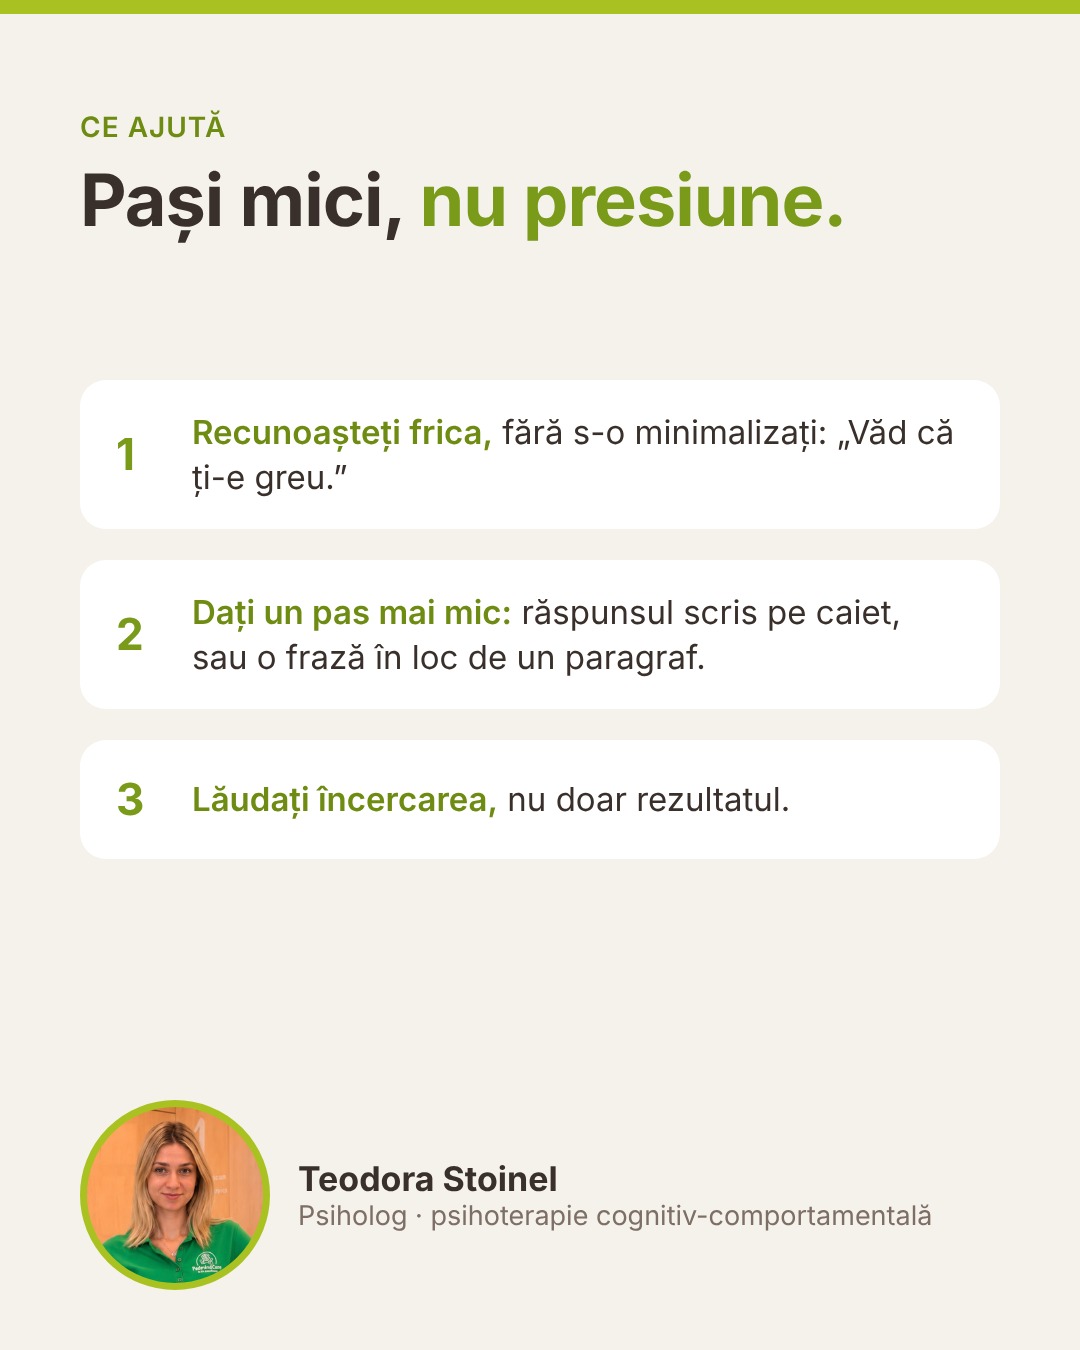 CE AJUTĂ
Pași mici, nu presiune.
1
Recunoașteți frica, fără s-o minimalizați: „Văd că
ți-e greu.”
2
Dați un pas mai mic: răspunsul scris pe caiet,
sau o frază în loc de un paragraf.
3
Lăudați încercarea, nu doar rezultatul.
Teodora Stoinel
Psiholog · psihoterapie cognitiv-comportamentală